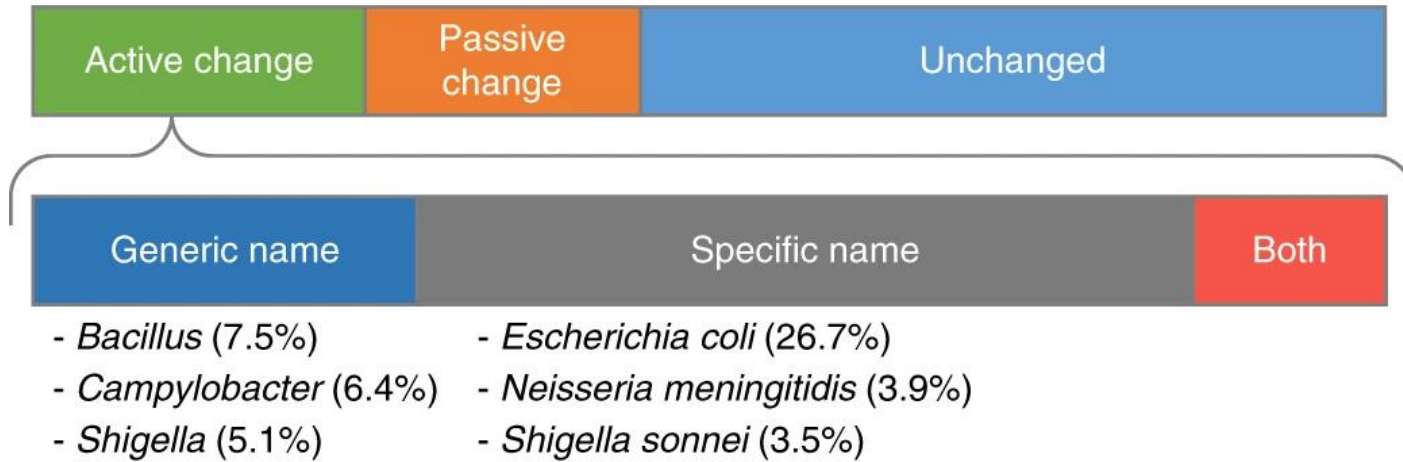 Active change
Passive
change
Unchanged
Generic name
Specific name
Both
- Bacillus (7.5%)
- Campylobacter (6.4%)
- Shigella (5.1%)
- Escherichia coli (26.7%)
- Neisseria meningitidis (3.9%)
- Shigella sonnei (3.5%)